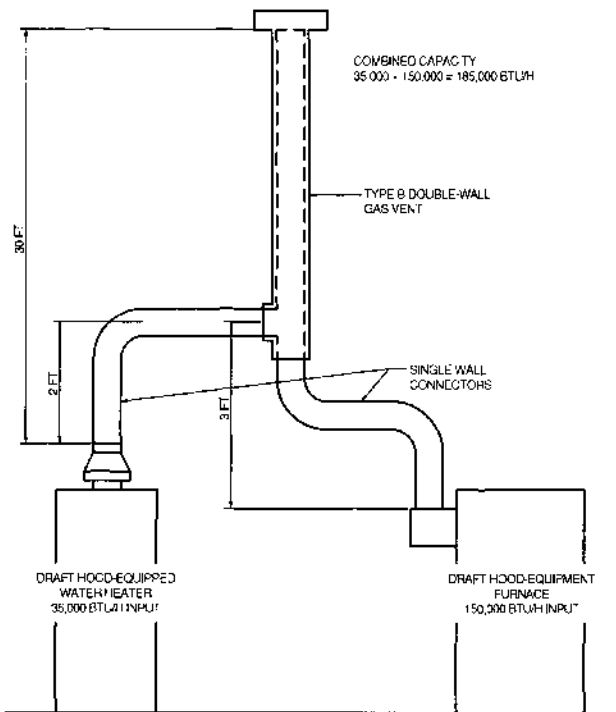 COMBINED CAPACITY
35 000 + 150,000 = 185,000 BTU/H
TYPE B DOUBLE-WALL
GAS VENT
30 FT
SINGLE WALL
CONNECTORS
2 FT
3 FT
DRAFT HOOD-EQUIPPED
WATER HEATER
35,000 BTU/H INPUT
DRAFT HOOD-EQUIPMENT
FURNACE
150,000 BTU/H INPUT